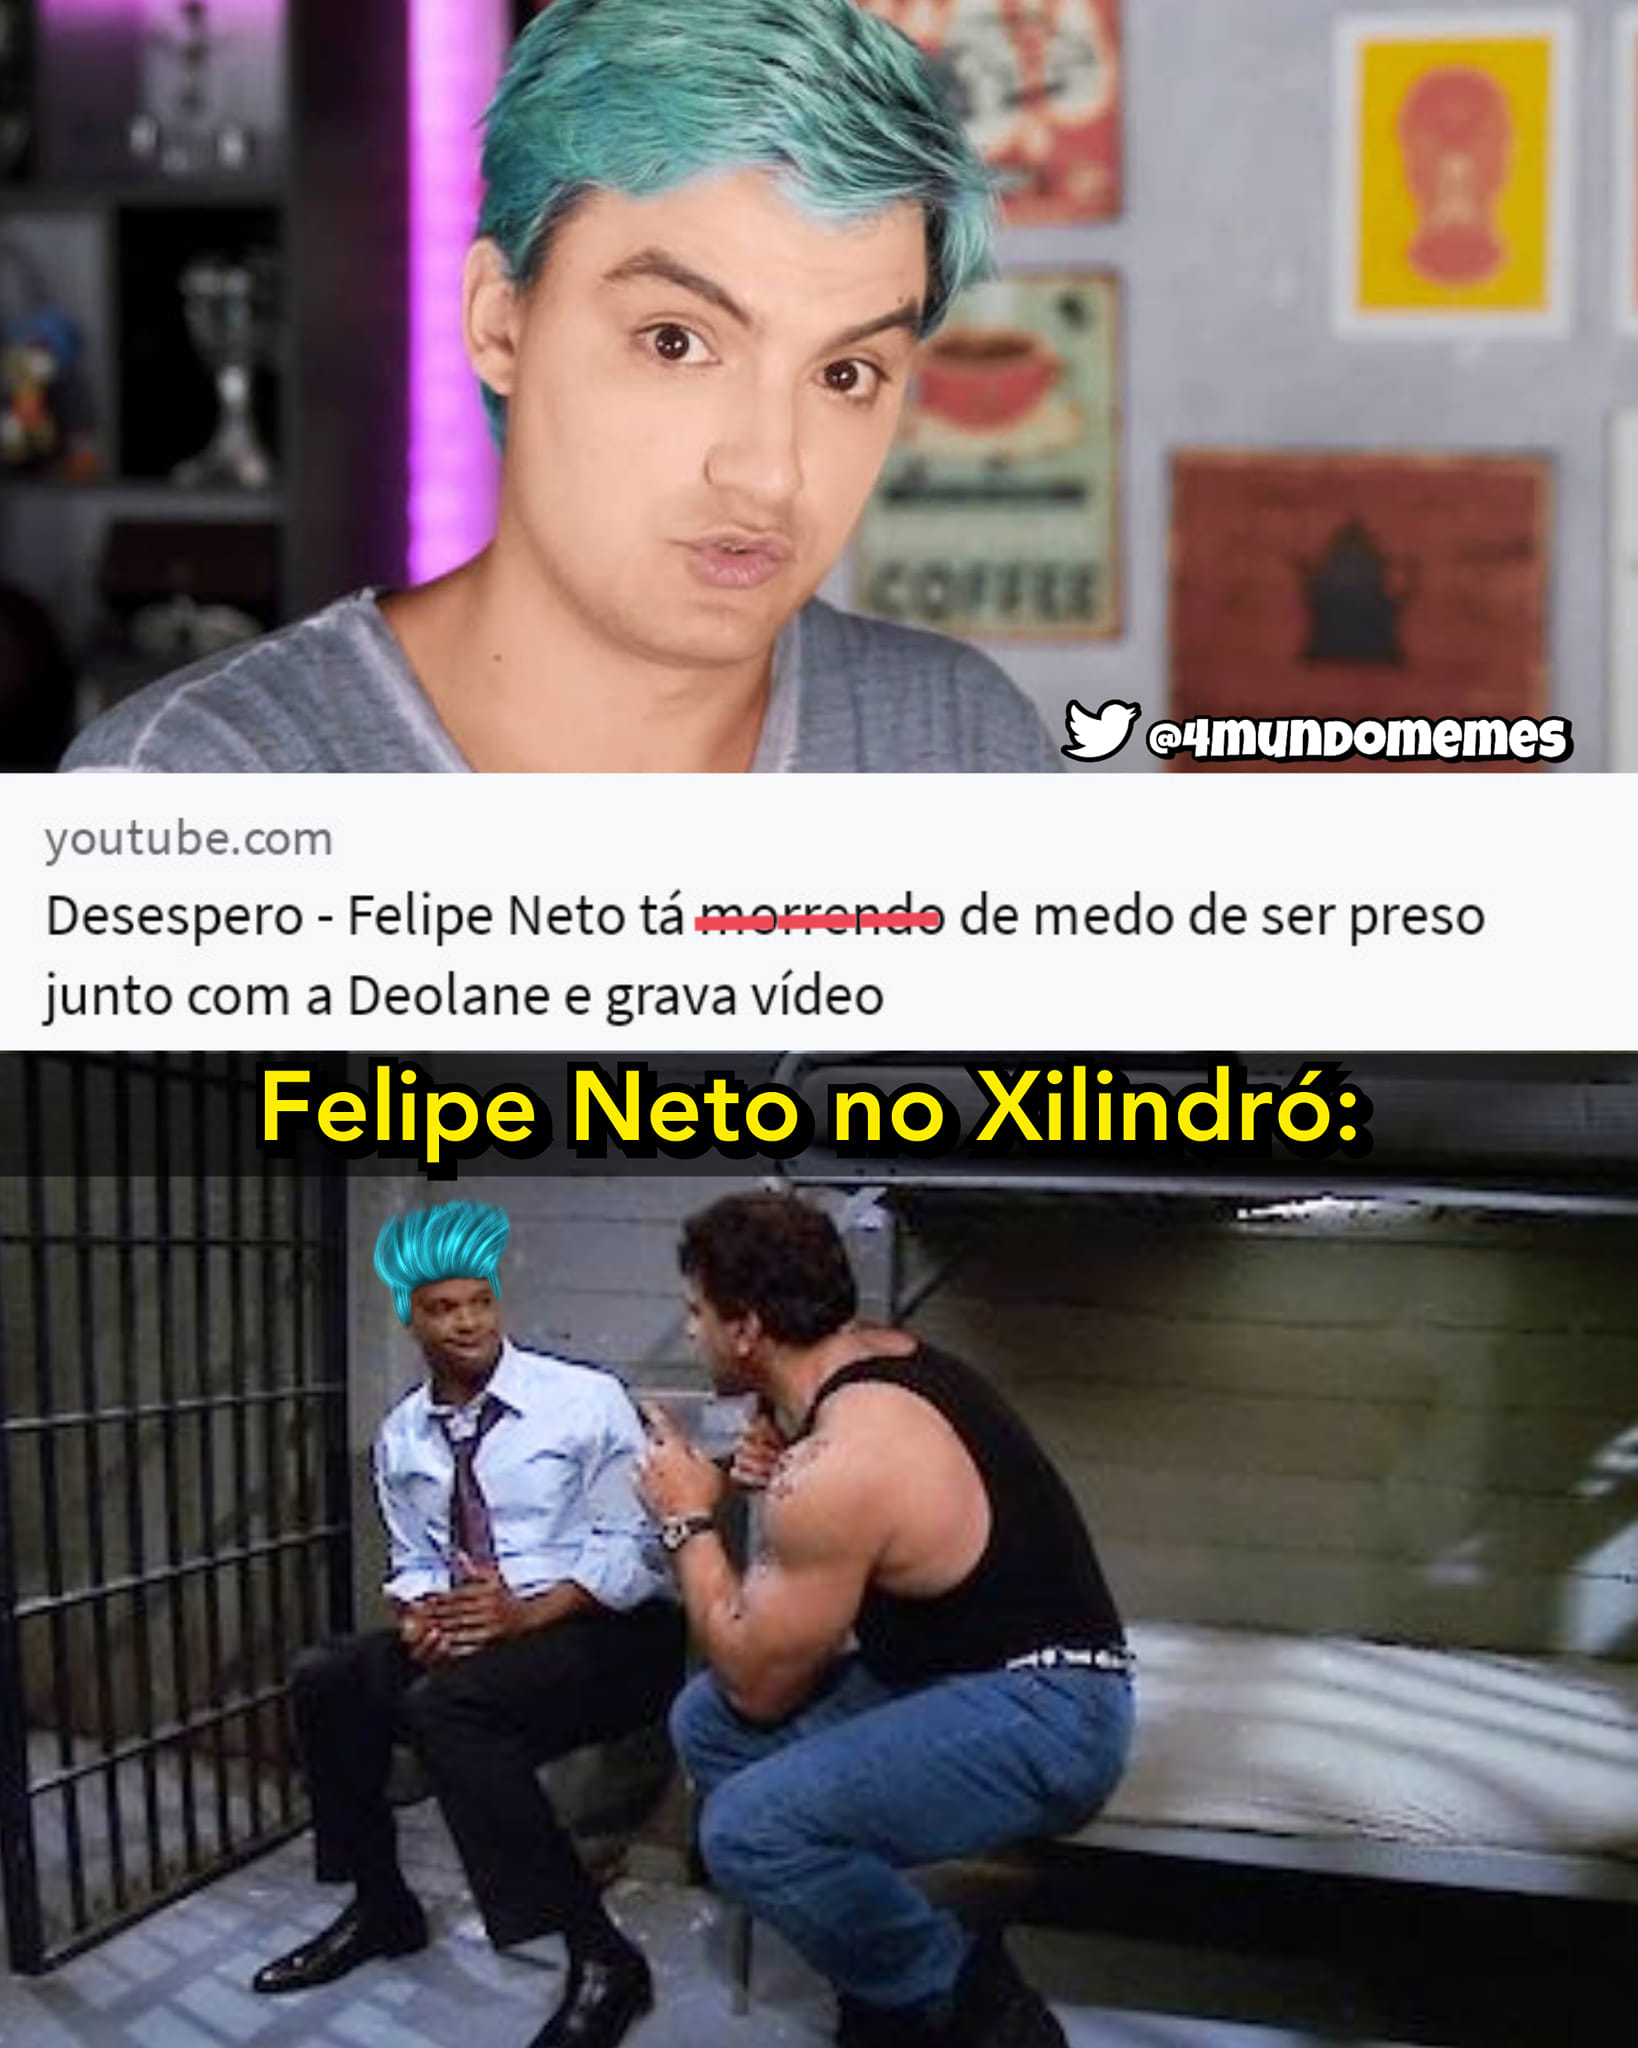 COFFEE
@4mundomemes
youtube.com
Desespero - Felipe Neto tá morrendo de medo de ser preso
junto com a Deolane e grava vídeo
Felipe Neto no Xilindró: